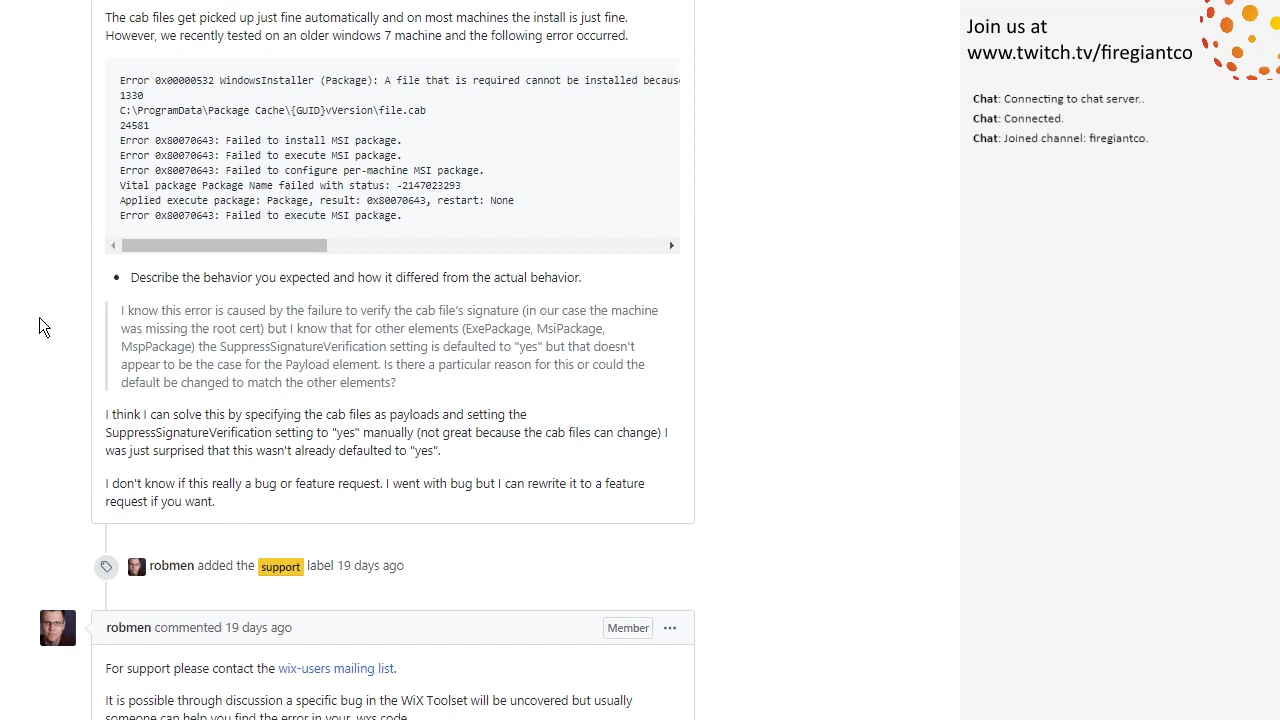 The cab files get picked up just fine automatically and on most machines the install is just fine.
However, we recently tested on an older windows 7 machine and the following error occurred.
Error 0x00000532 WindowsInstaller (Package): A file that is required cannot be installed becaus
1330
C:\ProgramData\Package Cache\{GUID}vVersion\file.cab
24581
Error 0x80070643: Failed to install MSI package.
Error 0x80070643: Failed to execute MSI package.
Error 0x80070643: Failed to configure per-machine MSI package.
Vital package Package Name failed with status: -2147023293
Applied execute package: Package, result: 0x80070643, restart: None
Error 0x80070643: Failed to execute MSI package.
• Describe the behavior you expected and how it differed from the actual behavior.
I know this error is caused by the failure to verify the cab file's signature (in our case the machine
was missing the root cert) but I know that for other elements (ExePackage, MsiPackage,
MspPackage) the SuppressSignatureVerification setting is defaulted to "yes" but that doesn't
appear to be the case for the Payload element. Is there a particular reason for this or could the
default be changed to match the other elements?
I think I can solve this by specifying the cab files as payloads and setting the
SuppressSignatureVerification setting to "yes" manually (not great because the cab files can change) I
was just surprised that this wasn't already defaulted to "yes".
I don't know if this really a bug or feature request. I went with bug but I can rewrite it to a feature
request if you want.
robmen added the support label 19 days ago
robmen commented 19 days ago
Member
For support please contact the wix-users mailing list.
It is possible through discussion a specific bug in the WiX Toolset will be uncovered but usually
someone can help you find the error in your .wxs code.
Join us at
www.twitch.tv/firegiantco
Chat: Connecting to chat server..
Chat: Connected.
Chat: Joined channel: firegiantco.